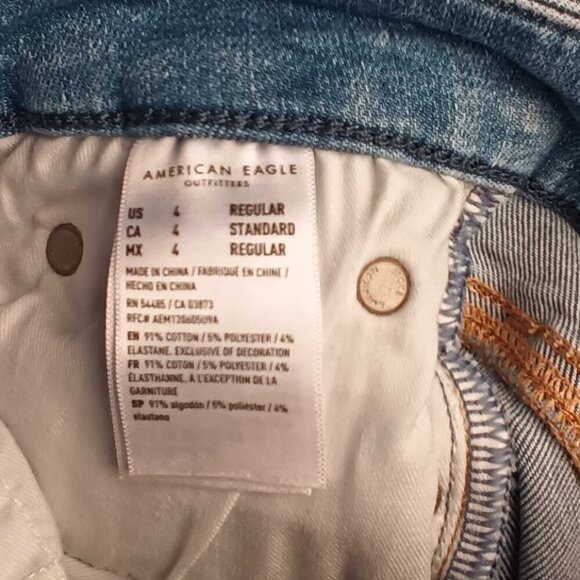 AMERICAN EAGLE
OUTFITTERS
US 4 REGULAR
CA 4 STANDARD
MX 4 REGULAR
MADE IN CHINA / FABRIQUÉ EN CHINE /
HECHO EN CHINA
RN 54485 / CA 03873
RFC# AEM120605U9A
EN 91% COTTON / 5% POLYESTER / 4%
ELASTANE. EXCLUSIVE OF DECORATION
FR 91% COTON / 5% POLYESTER / 4%
ÉLASTHANNE. À L'EXCEPTION DE LA
GARNITURE
SP 91% algodón / 5% poliéster / 4%
elastano